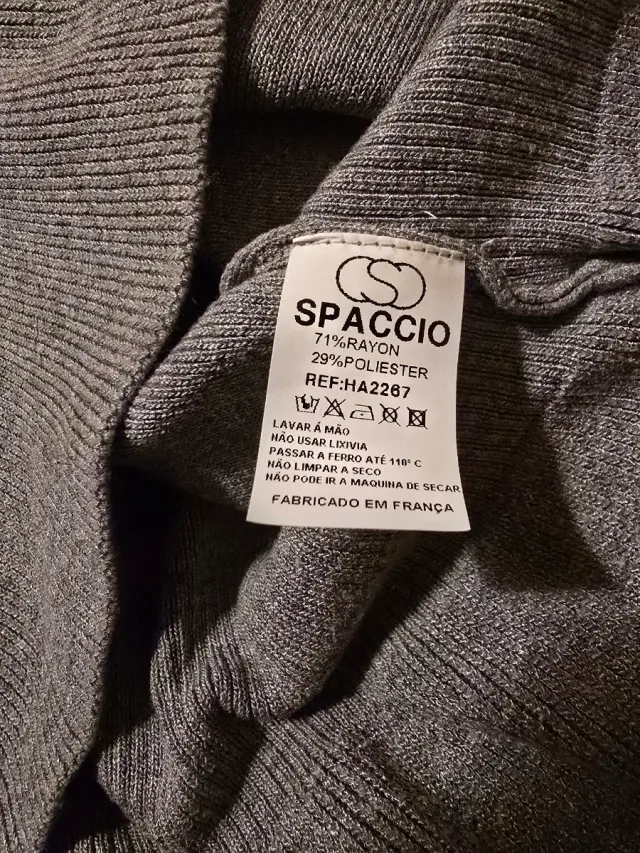 SPACCIO
71%RAYON
29%POLIESTER
REF:HA2267
LAVAR Á MÃO
NÃO USAR LIXIVIA
PASSAR A FERRO ATÉ 110º C
NÃO LIMPAR A SECO
NÃO PODE IR A MAQUINA DE SECAR
FABRICADO EM FRANÇA